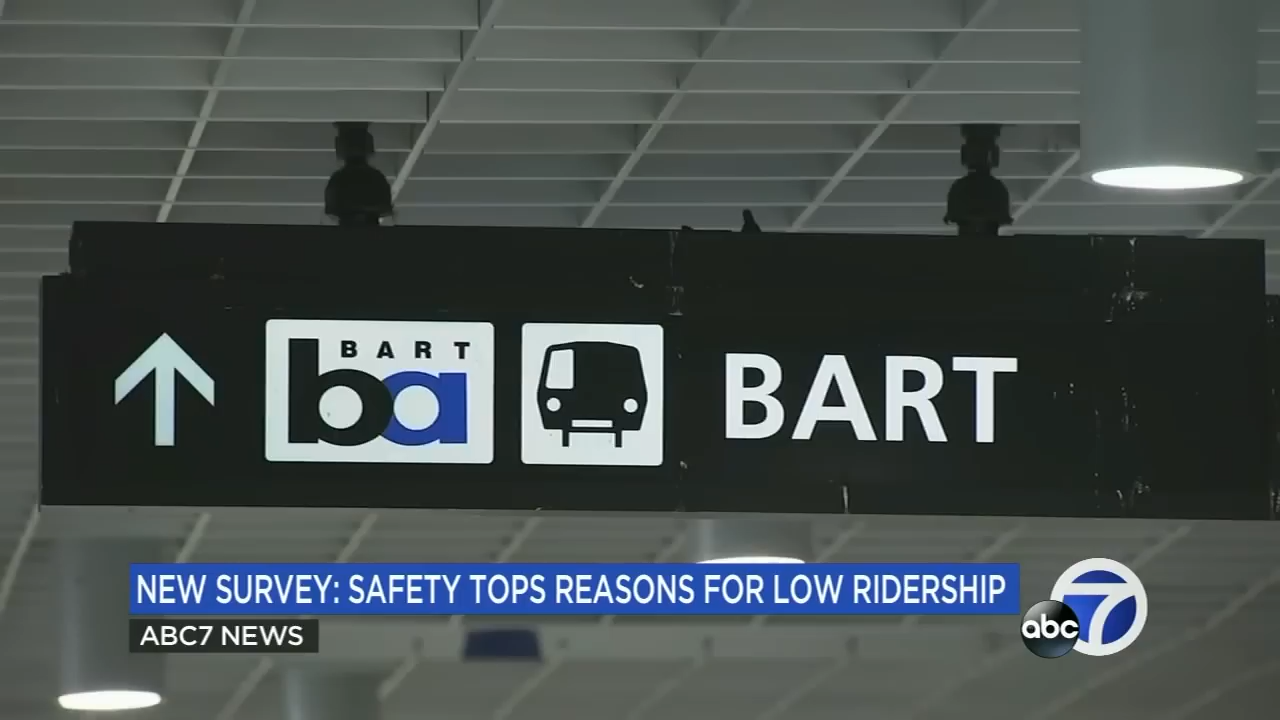 BART
ba
BART
NEW SURVEY: SAFETY TOPS REASONS FOR LOW RIDERSHIP
ABC7 NEWS
abc 7